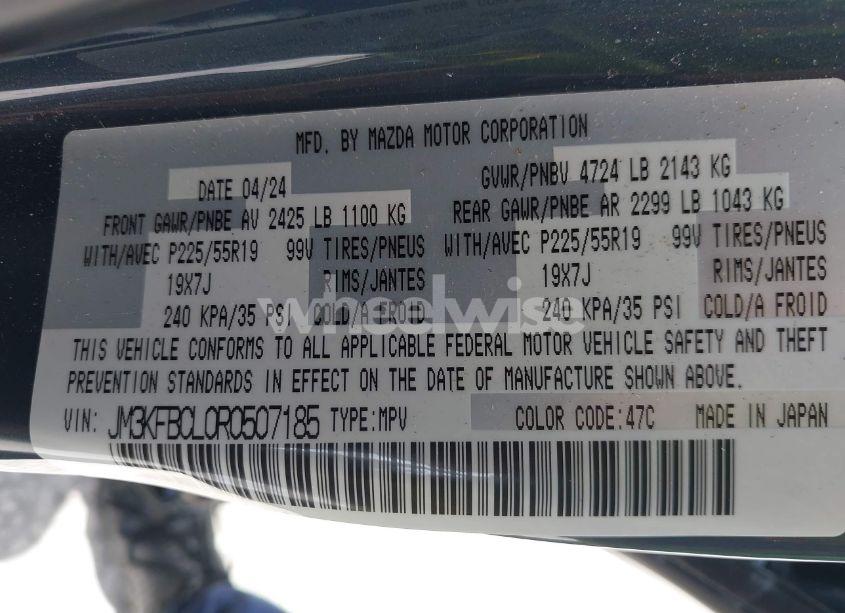 MFD. BY MAZDA MOTOR CORPORATION
DATE 04/24 GVWR/PNBV 4724 LB 2143 KG
FRONT GAWR/PNBE AV 2425 LB 1100 KG REAR GAWR/PNBE AR 2299 LB 1043 KG
WITH/AVEC P225/55R19 99V TIRES/PNEUS WITH/AVEC P225/55R19 99V TIRES/PNEUS
19X7J RIMS/JANTES 19X7J RIMS/JANTES
240 KPA/35 PSI COLD/A FROID 240 KPA/35 PSI COLD/A FROID
wheelwise
THIS VEHICLE CONFORMS TO ALL APPLICABLE FEDERAL MOTOR VEHICLE SAFETY AND THEFT
PREVENTION STANDARDS IN EFFECT ON THE DATE OF MANUFACTURE SHOWN ABOVE.
VIN: JM3KFBCL0R0507185 TYPE:MPV COLOR CODE:47C MADE IN JAPAN